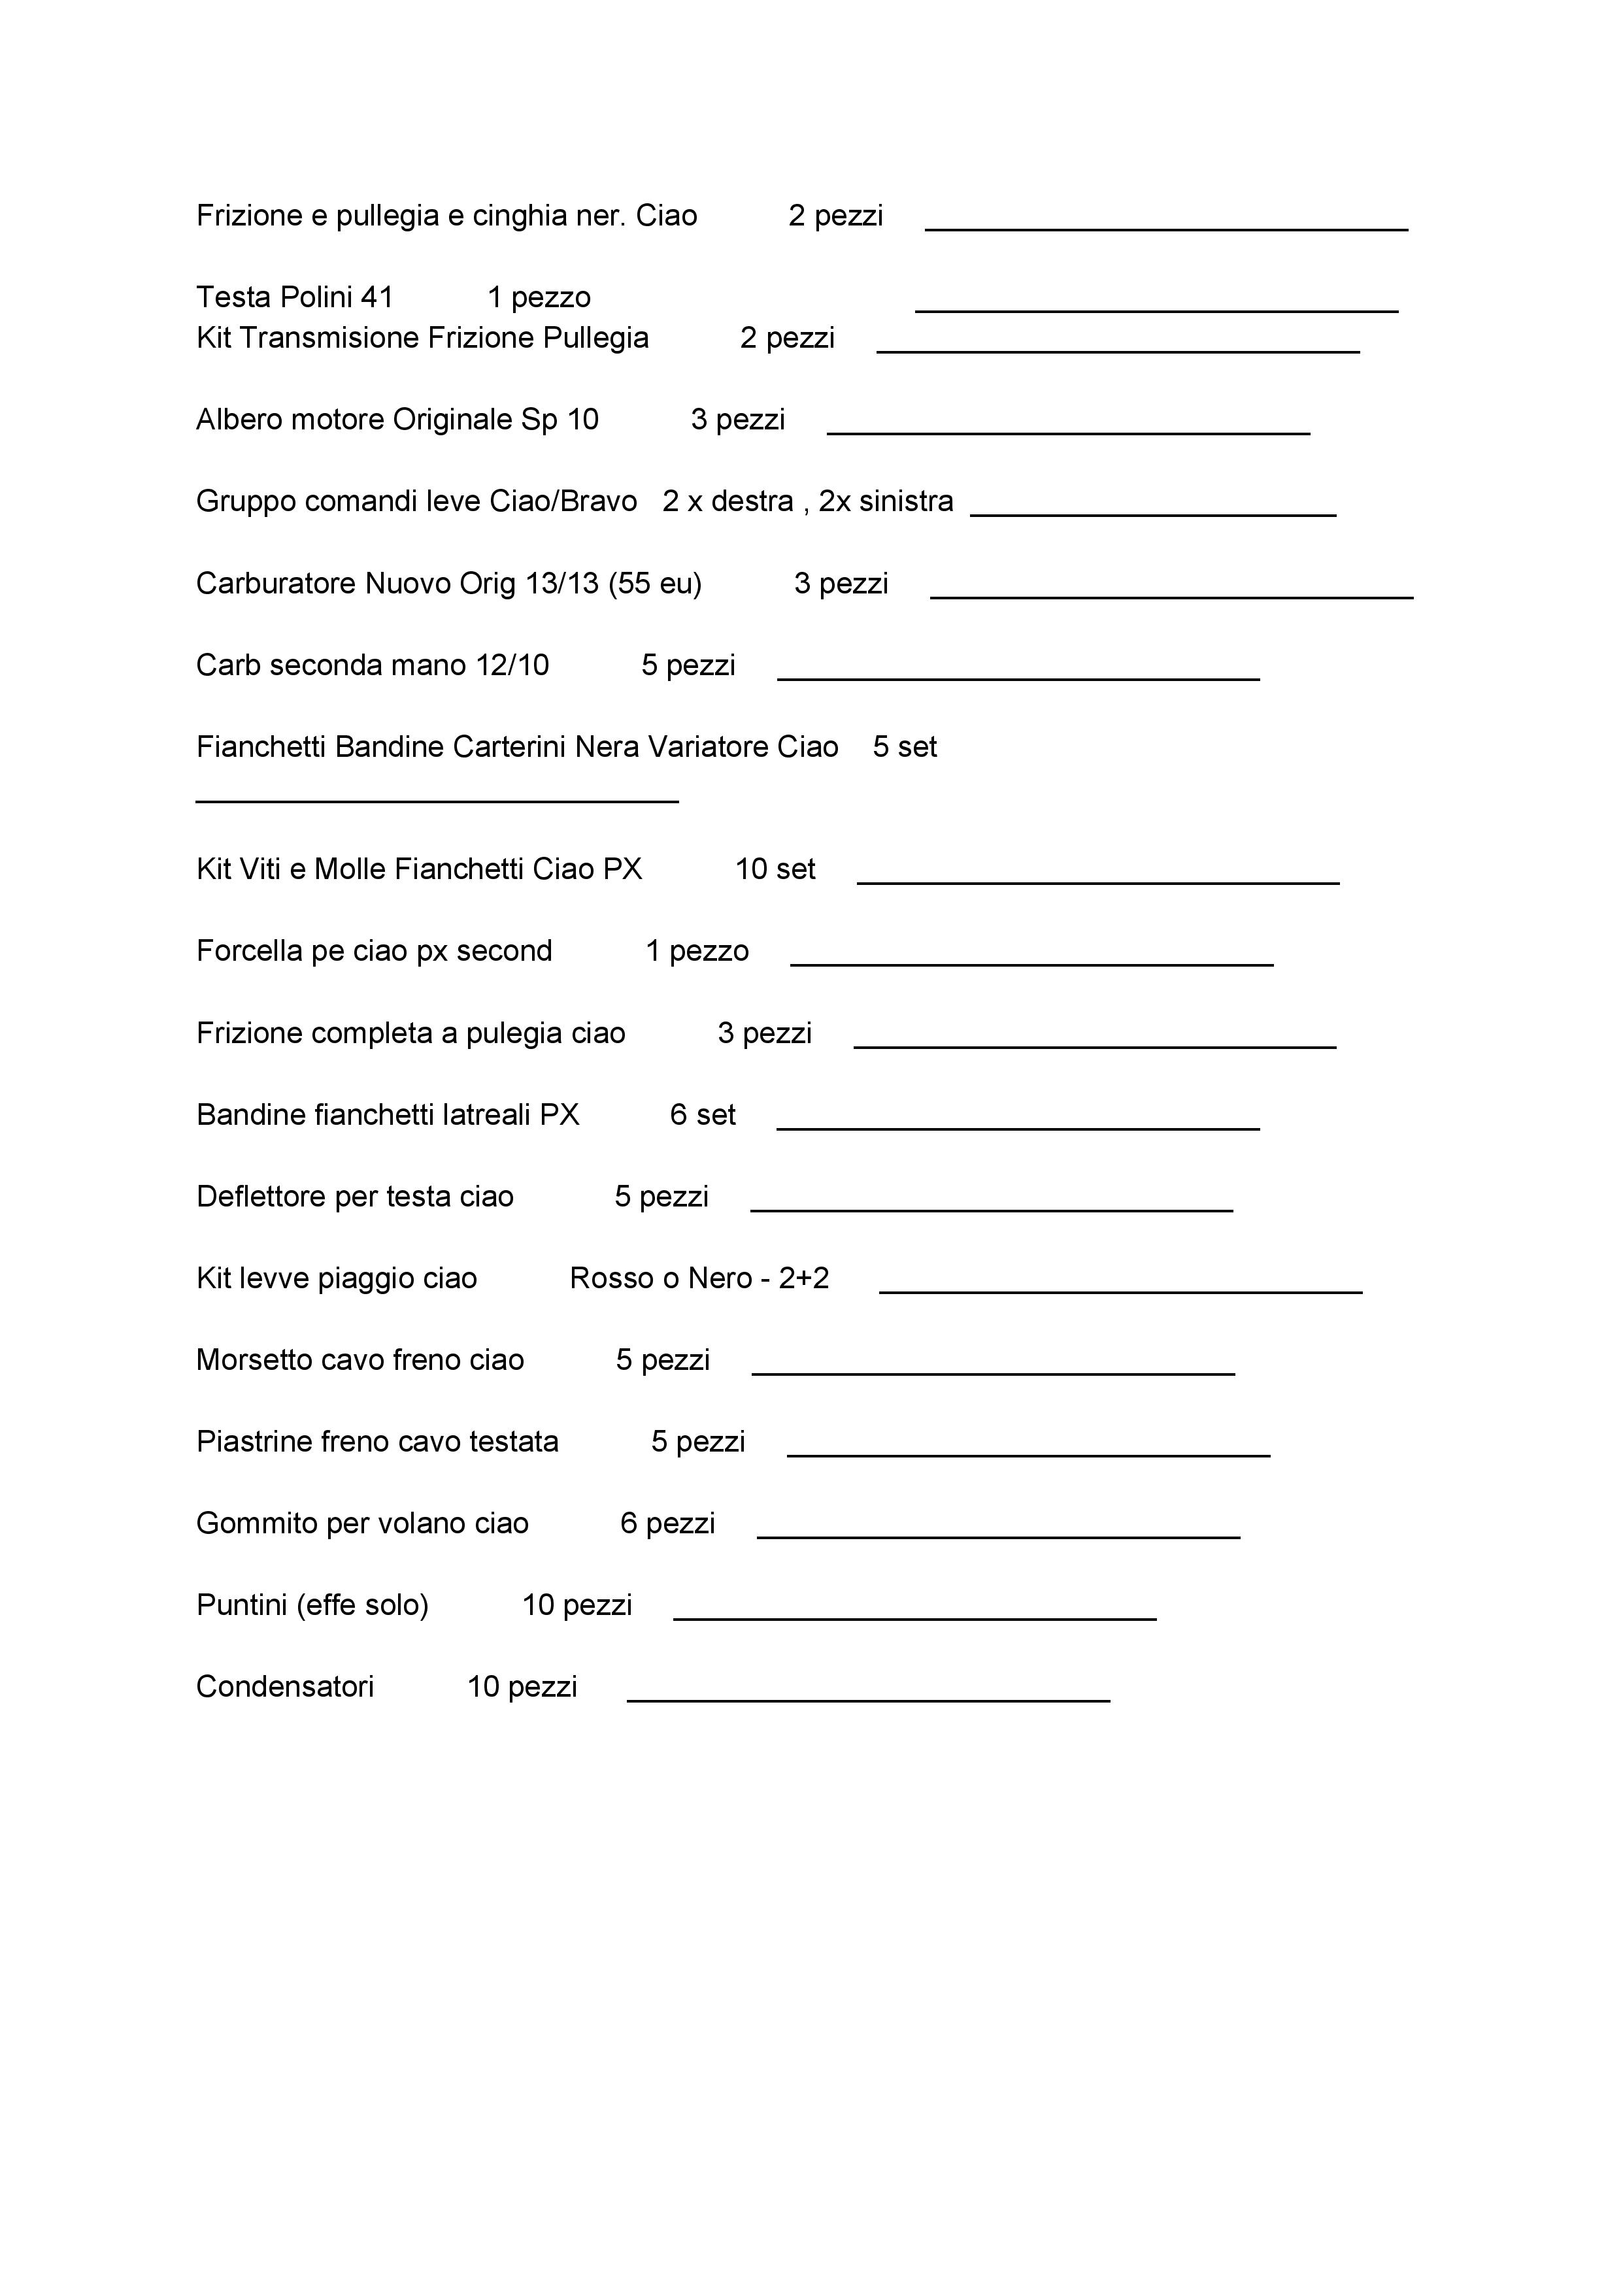 Frizione e pullegia e cinghia ner. Ciao 2 pezzi ______________________________
Testa Polini 41 1 pezzo ______________________________
Kit Transmisione Frizione Pullegia 2 pezzi ______________________________
Albero motore Originale Sp 10 3 pezzi ______________________________
Gruppo comandi leve Ciao/Bravo 2 x destra , 2x sinistra ______________________
Carburatore Nuovo Orig 13/13 (55 eu) 3 pezzi ______________________________
Carb seconda mano 12/10 5 pezzi ______________________________
Fianchetti Bandine Carterini Nera Variatore Ciao 5 set
______________________________
Kit Viti e Molle Fianchetti Ciao PX 10 set ______________________________
Forcella pe ciao px second 1 pezzo ______________________________
Frizione completa a pulegia ciao 3 pezzi ______________________________
Bandine fianchetti latreali PX 6 set ______________________________
Deflettore per testa ciao 5 pezzi ______________________________
Kit levve piaggio ciao Rosso o Nero - 2+2 ______________________________
Morsetto cavo freno ciao 5 pezzi ______________________________
Piastrine freno cavo testata 5 pezzi ______________________________
Gommito per volano ciao 6 pezzi ______________________________
Puntini (effe solo) 10 pezzi ______________________________
Condensatori 10 pezzi ______________________________